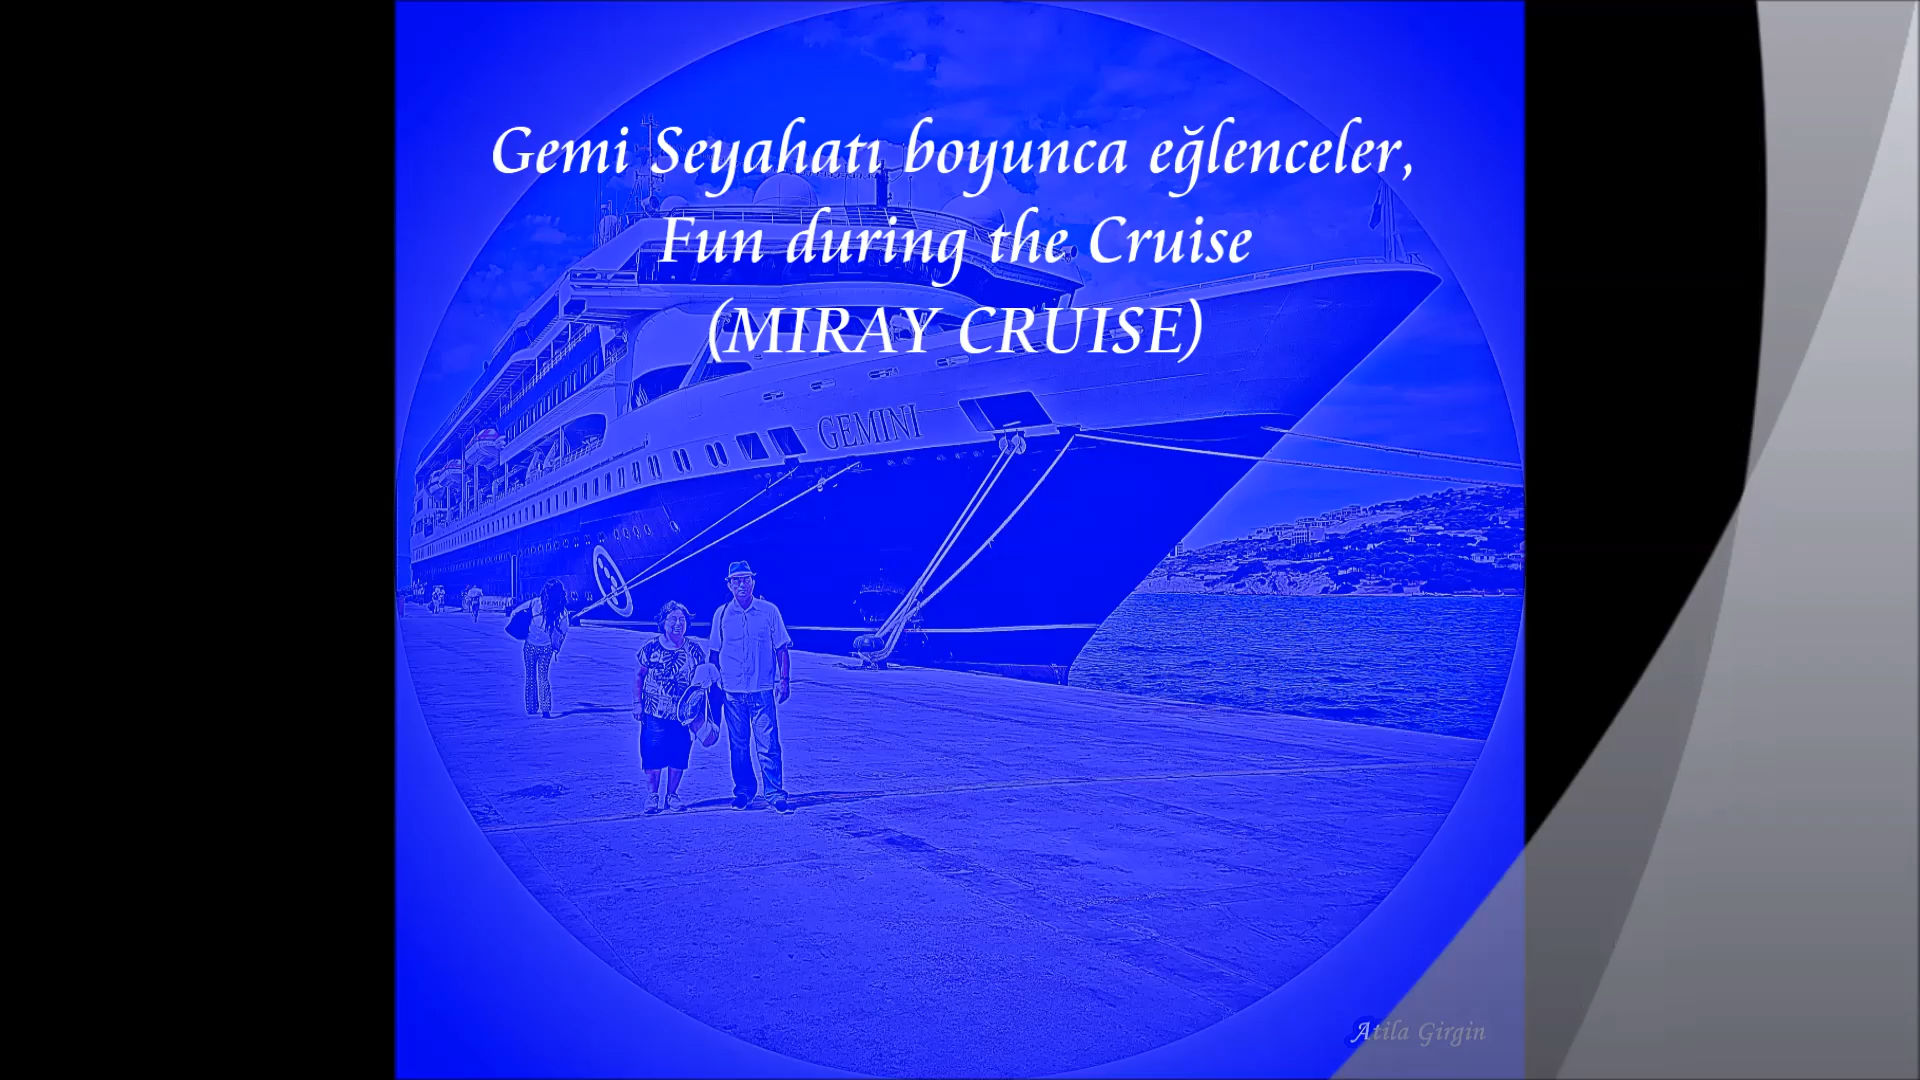 Gemi Seyahatı boyunca eğlenceler,
Fun during the Cruise
(MIRAY CRUISE)
GEMINI
Atila Girgin